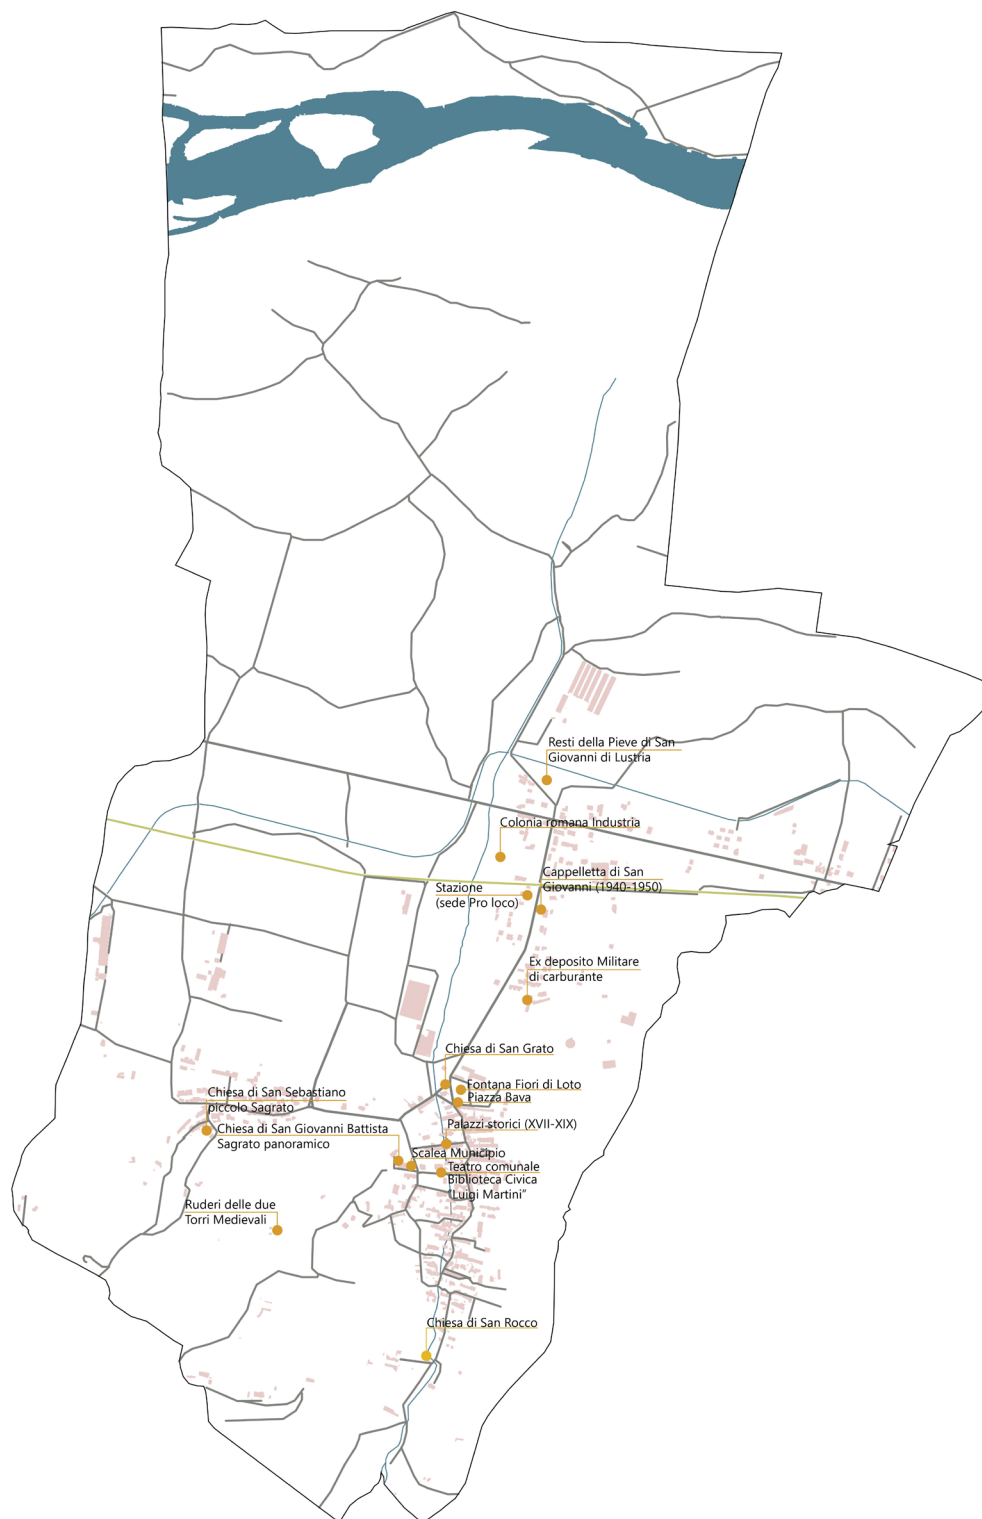 Resti della Pieve di San
Giovanni di Lustria
Colonia romana Industria
Cappelletta di San
Giovanni (1940-1950)
Stazione
(sede Pro loco)
Ex deposito Militare
di carburante
Chiesa di San Grato
Fontana Fiori di Loto
Piazza Bava
Chiesa di San Sebastiano
piccolo Sagrato
Palazzi storici (XVII-XIX)
Chiesa di San Giovanni Battista
Sagrato panoramico
Scalea Municipio
Teatro comunale
Biblioteca Civica
"Luigi Martini"
Ruderi delle due
Torri Medievali
Chiesa di San Rocco